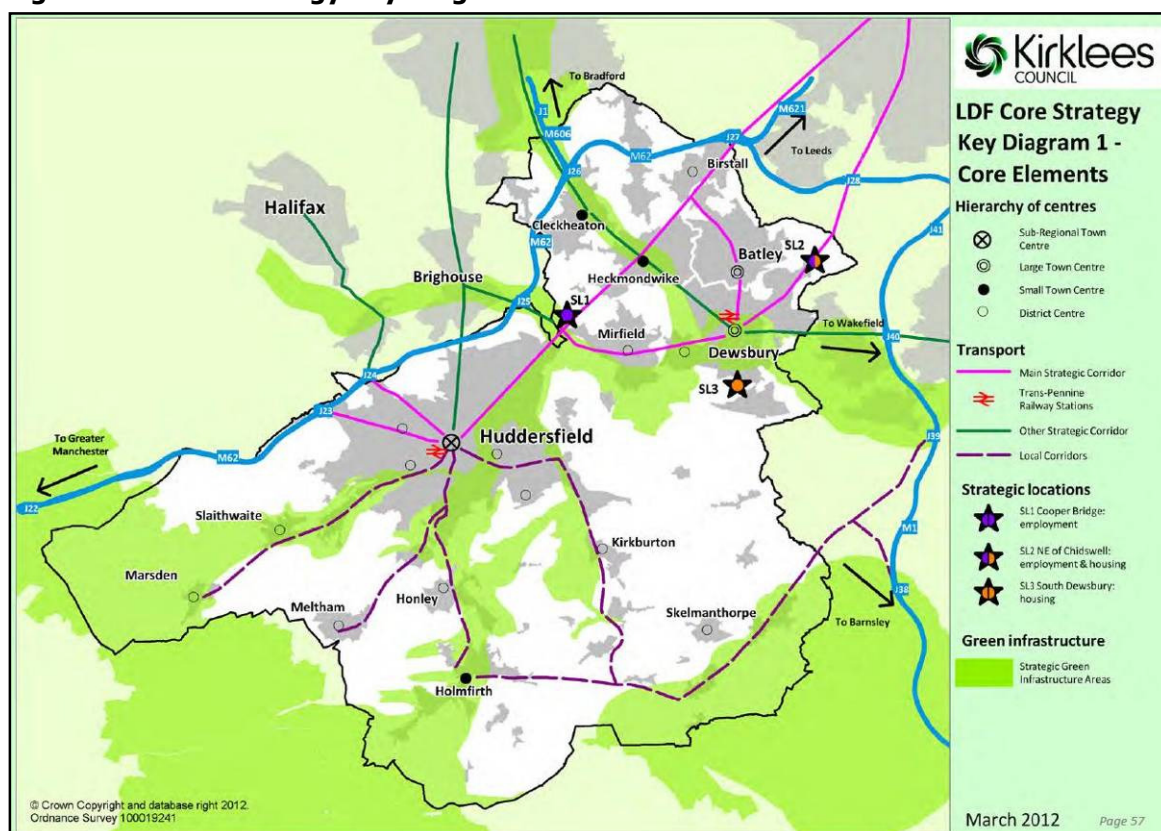 To Bradford
J1
M606
M621
J27
M62
To Leeds
Birstall
J26
J28
Halifax
Cleckheaton
J41
M62
Batley
SL2
Heckmondwike
Brighouse
SL1
J25
Mirfield
To Wakefield
J40
Dewsbury
J24
SL3
J23
To Greater
Manchester
Huddersfield
J39
M62
J22
Slaithwaite
M1
Kirkburton
Marsden
J38
Honley
Meltham
Skelmanthorpe
To Barnsley
Holmfirth
© Crown Copyright and database right 2012.
Ordnance Survey 100019241
Kirklees
COUNCIL
LDF Core Strategy
Key Diagram 1 -
Core Elements
Hierarchy of centres
Sub-Regional Town
Centre
Large Town Centre
Small Town Centre
District Centre
Transport
Main Strategic Corridor
Trans-Pennine
Railway Stations
Other Strategic Corridor
Local Corridors
Strategic locations
SL1 Cooper Bridge:
employment
SL2 NE of Chidswell:
employment & housing
SL3 South Dewsbury:
housing
Green infrastructure
Strategic Green
Infrastructure Areas
March 2012
Page 57